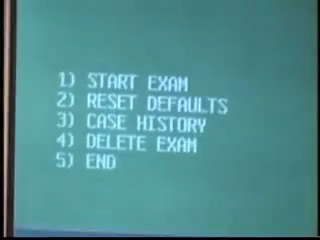 1) START EXAM
2) RESET DEFAULTS
3) CASE HISTORY
4) DELETE EXAM
5) END